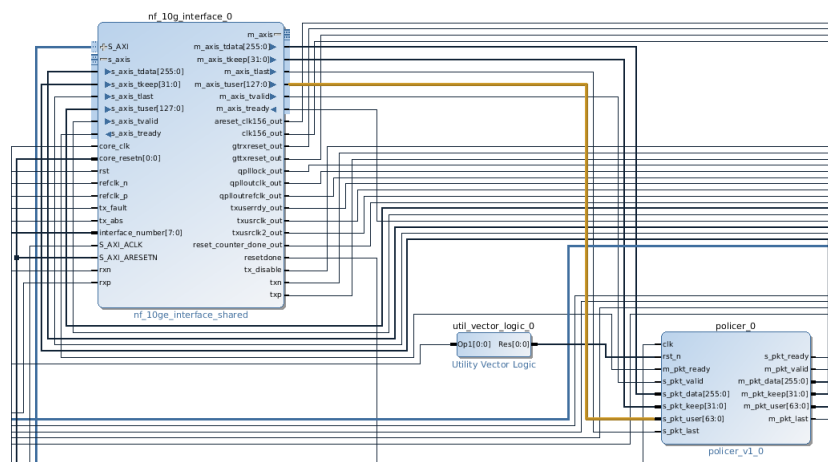 nf_10g_interface_0
m_axis
S_AXI
m_axis_tdata[255:0]
s_axis
m_axis_tkeep[31:0]
s_axis_tdata[255:0]
m_axis_tlast
s_axis_tkeep[31:0]
m_axis_tuser[127:0]
s_axis_tlast
m_axis_tvalid
s_axis_tuser[127:0]
m_axis_tready
s_axis_tvalid
areset_clk156_out
s_axis_tready
clk156_out
core_clk
gtrxreset_out
core_resetn[0:0]
gttxreset_out
rst
qplllock_out
refclk_n
qplloutclk_out
refclk_p
qplloutrefclk_out
tx_fault
txuserrdy_out
tx_abs
txusrclk_out
interface_number[7:0]
txusrclk2_out
S_AXI_ACLK
reset_counter_done_out
S_AXI_ARESETN
resetdone
rxn
tx_disable
rxp
txn
txp
nf_10ge_interface_shared
util_vector_logic_0
Op1[0:0]
Res[0:0]
Utility Vector Logic
policer_0
clk
rst_n
s_pkt_ready
m_pkt_ready
m_pkt_valid
s_pkt_valid
m_pkt_data[255:0]
s_pkt_data[255:0]
m_pkt_keep[31:0]
s_pkt_keep[31:0]
m_pkt_user[63:0]
s_pkt_user[63:0]
m_pkt_last
s_pkt_last
policer_v1_0